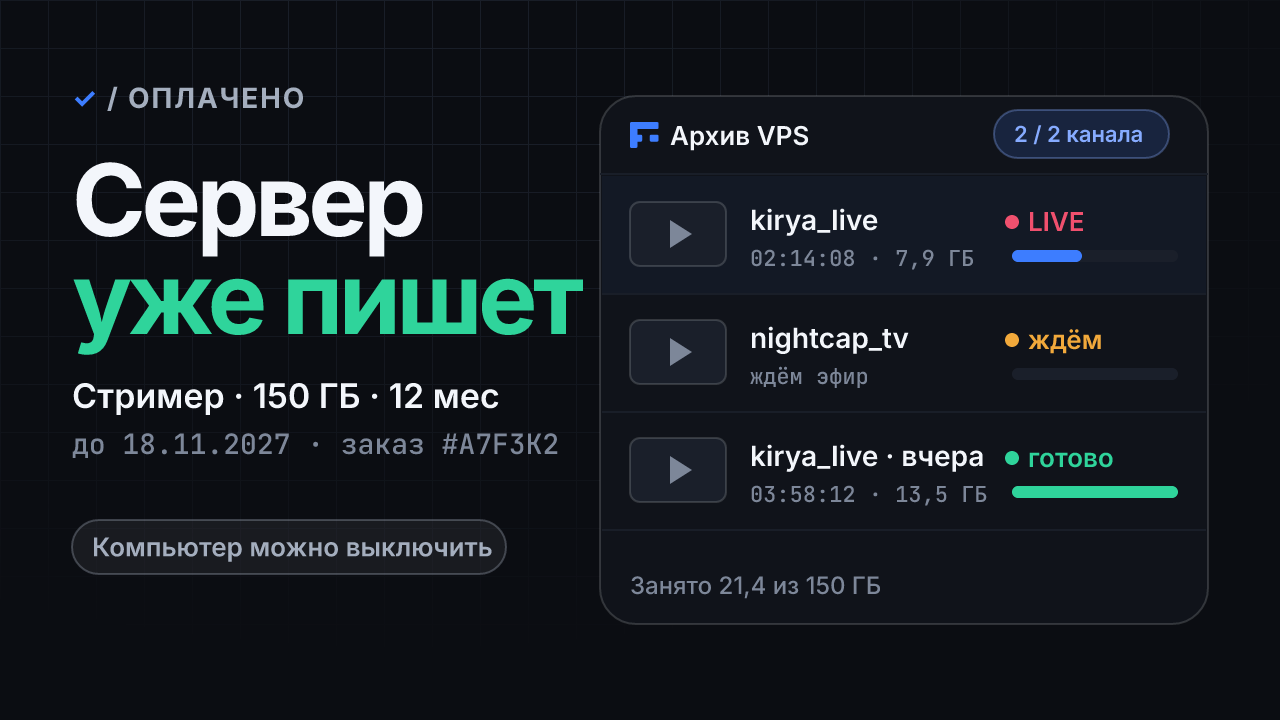 / ОПЛАЧЕНО
Сервер
уже пишет
Стример · 150 ГБ · 12 мес
до 18.11.2027 · заказ #A7F3K2
Компьютер можно выключить
Архив VPS
2 / 2 канала
kirya_live
LIVE
02:14:08 · 7,9 ГБ
nightcap_tv
ждём
ждём эфир
kirya_live · вчера
готово
03:58:12 · 13,5 ГБ
Занято 21,4 из 150 ГБ